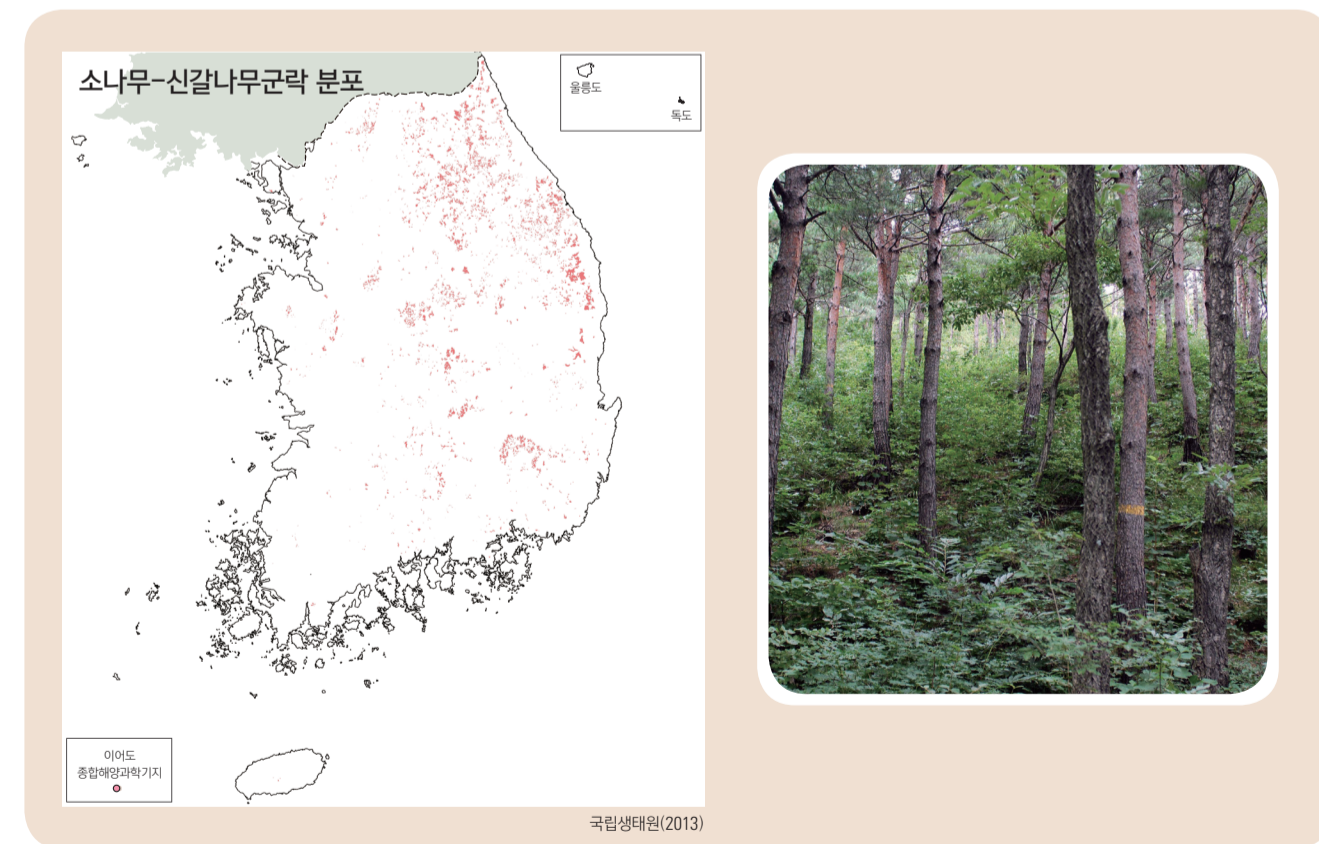 소나무-신갈나무군락 분포
울릉도
독도
이어도
종합해양과학기지
국립생태원(2013)